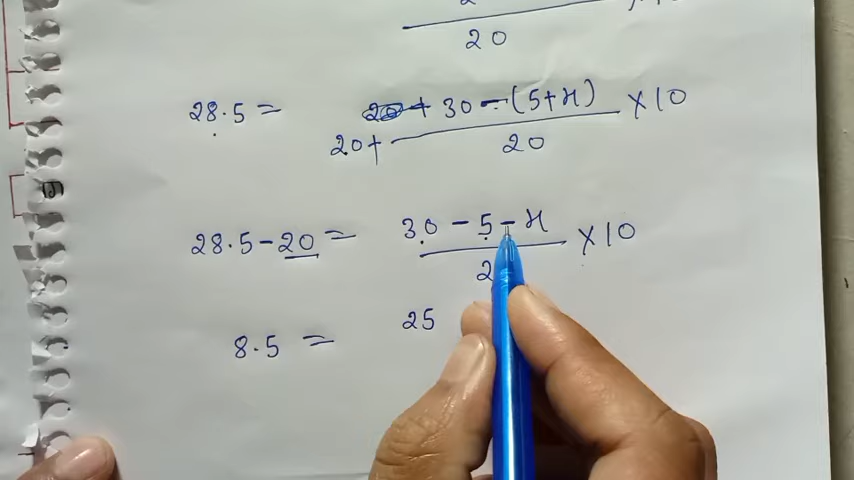 20
28.5 = 20 + 30 - (5+x) / 20 × 10
28.5 - 20 = 30 - 5 - x / 2 × 10
8.5 = 25